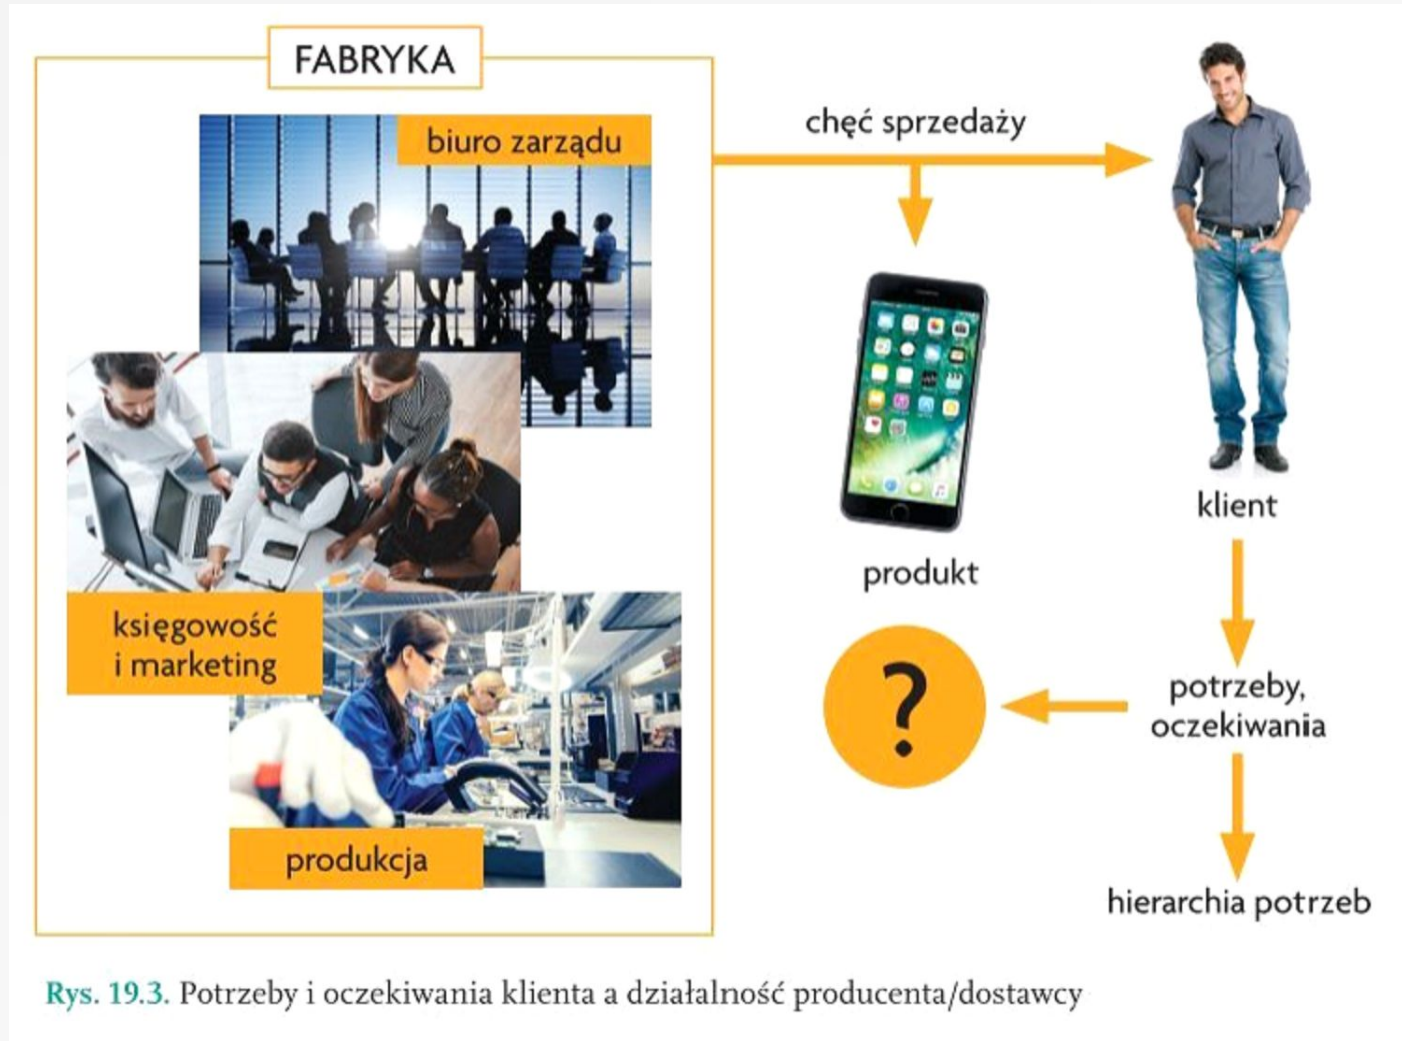 FABRYKA
biuro zarządu
księgowość
i marketing
produkcja
chęć sprzedaży
produkt
klient
potrzeby,
oczekiwania
?
hierarchia potrzeb
Rys. 19.3. Potrzeby i oczekiwania klienta a działalność producenta/dostawcy